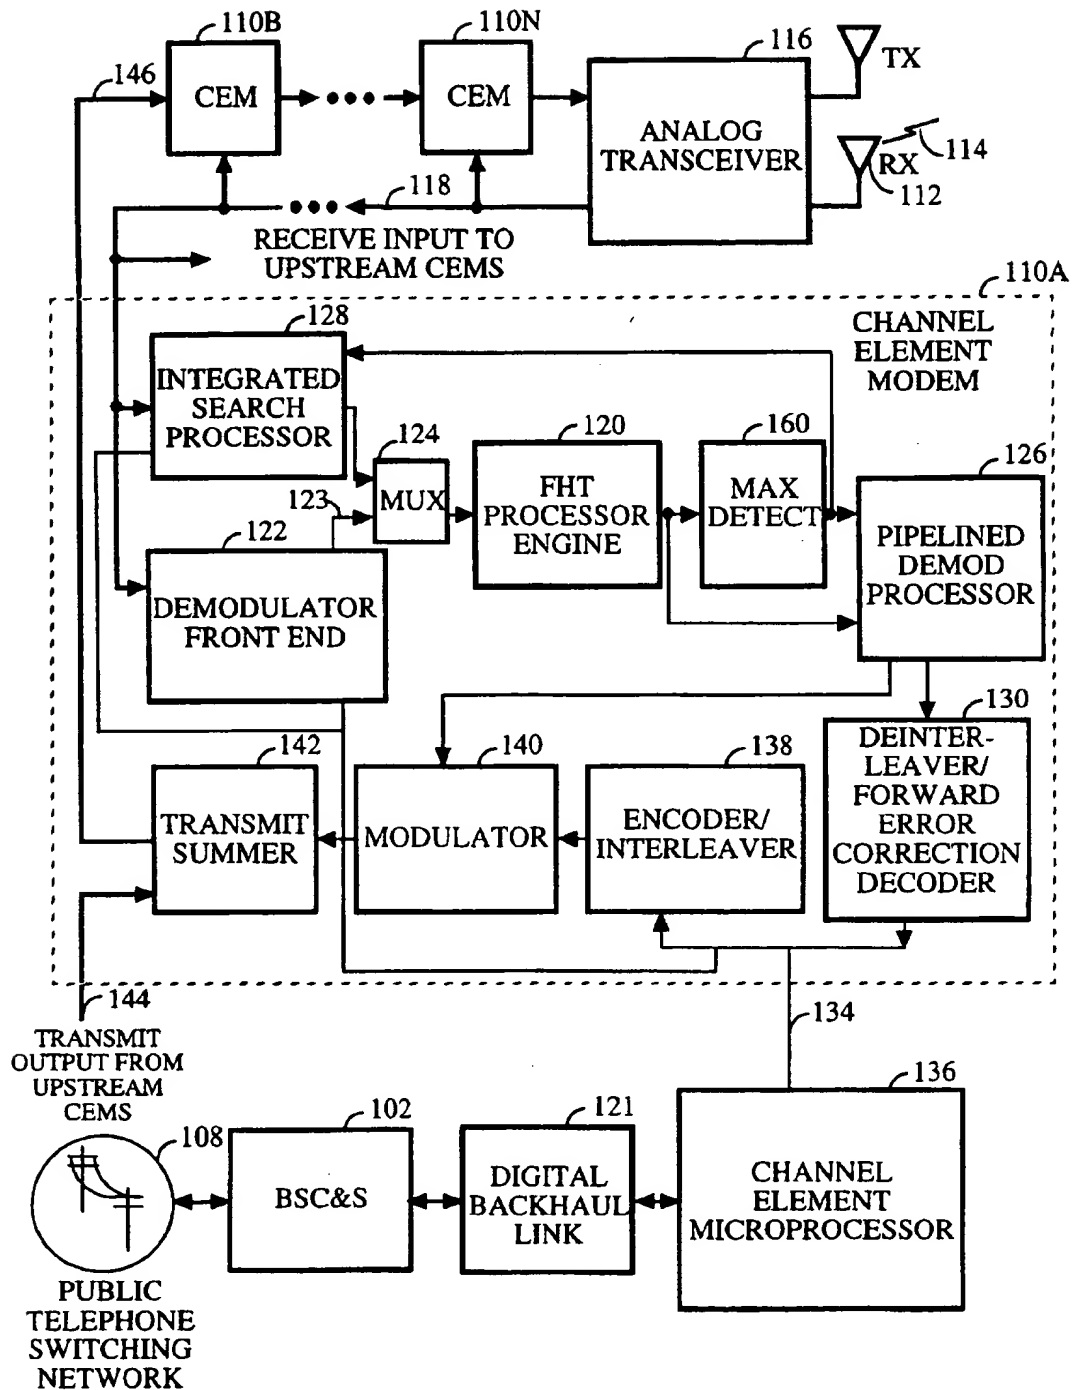 110B
110N
116
TX
146
CEM
CEM
ANALOG
TRANSCEIVER
RX
114
112
118
RECEIVE INPUT TO
UPSTREAM CEMS
110A
128
CHANNEL
ELEMENT
MODEM
INTEGRATED
SEARCH
PROCESSOR
124
120
160
126
MUX
FHT
PROCESSOR
ENGINE
MAX
DETECT
123
122
PIPELINED
DEMOD
PROCESSOR
DEMODULATOR
FRONT END
130
142
140
138
DEINTER-
LEAVER/
FORWARD
ERROR
CORRECTION
DECODER
TRANSMIT
SUMMER
MODULATOR
ENCODER/
INTERLEAVER
144
134
TRANSMIT
OUTPUT FROM
UPSTREAM
CEMS
136
108
102
121
BSC&S
DIGITAL
BACKHAUL
LINK
CHANNEL
ELEMENT
MICROPROCESSOR
PUBLIC
TELEPHONE
SWITCHING
NETWORK